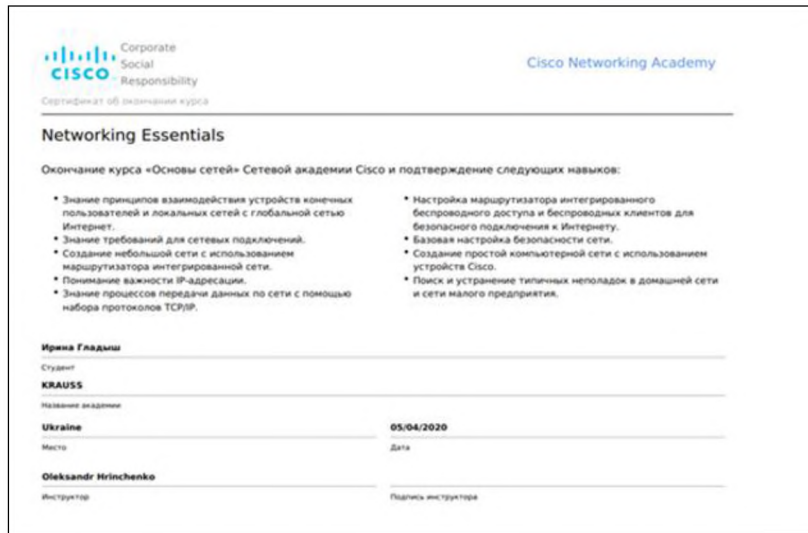 Corporate
Social
Responsibility
CISCO
Cisco Networking Academy
Сертификат об окончании курса
Networking Essentials
Окончание курса «Основы сетей» Сетевой академии Cisco и подтверждение следующих навыков:
• Знание принципов взаимодействия устройств конечных
пользователей и локальных сетей с глобальной сетью
Интернет.
• Знание требований для сетевых подключений.
• Создание небольшой сети с использованием
маршрутизатора интегрированной сети.
• Понимание важности IP-адресации.
• Знание процессов передачи данных по сети с помощью
набора протоколов TCP/IP.
• Настройка маршрутизатора интегрированного
беспроводного доступа и беспроводных клиентов для
безопасного подключения к Интернету.
• Базовая настройка безопасности сети.
• Создание простой компьютерной сети с использованием
устройств Cisco.
• Поиск и устранение типичных неполадок в домашней сети
и сети малого предприятия.
Ирина Гладыш
Студент
KRAUSS
Название академии
Ukraine
Место
05/04/2020
Дата
Oleksandr Hrinchenko
Инструктор
Подпись инструктора